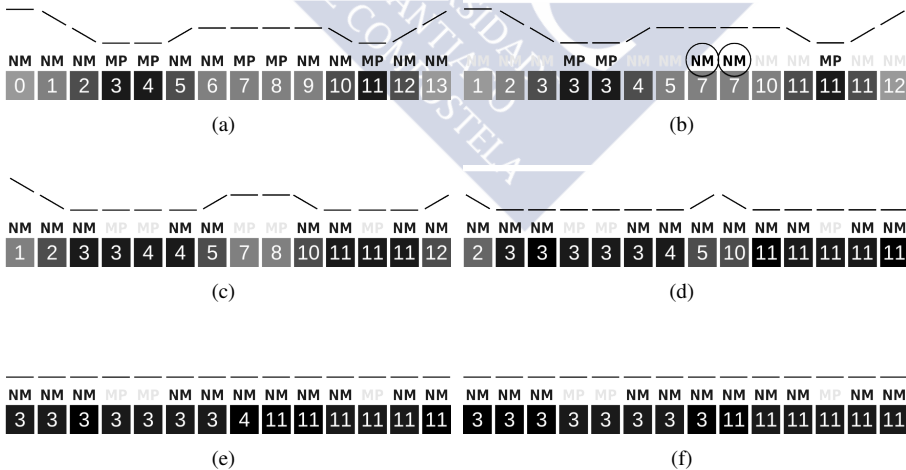 NM NM NM MP MP NM NM MP MP NM NM MP NM NM
0 1 2 3 4 5 6 7 8 9 10 11 12 13
(a)
NM NM NM MP MP NM NM NM NM NM NM MP NM NM
1 2 3 3 3 4 5 7 7 10 11 11 11 12
(b)
NM NM NM MP MP NM NM MP MP NM NM MP NM NM
1 2 3 3 4 4 5 7 8 10 11 11 11 12
(c)
NM NM NM MP MP NM NM NM NM NM NM MP NM NM
2 3 3 3 3 3 4 5 10 11 11 11 11 11
(d)
NM NM NM MP MP NM NM NM NM NM NM MP NM NM
3 3 3 3 3 3 3 4 11 11 11 11 11 11
(e)
NM NM NM MP MP NM NM NM NM NM NM MP NM NM
3 3 3 3 3 3 3 3 11 11 11 11 11 11
(f)